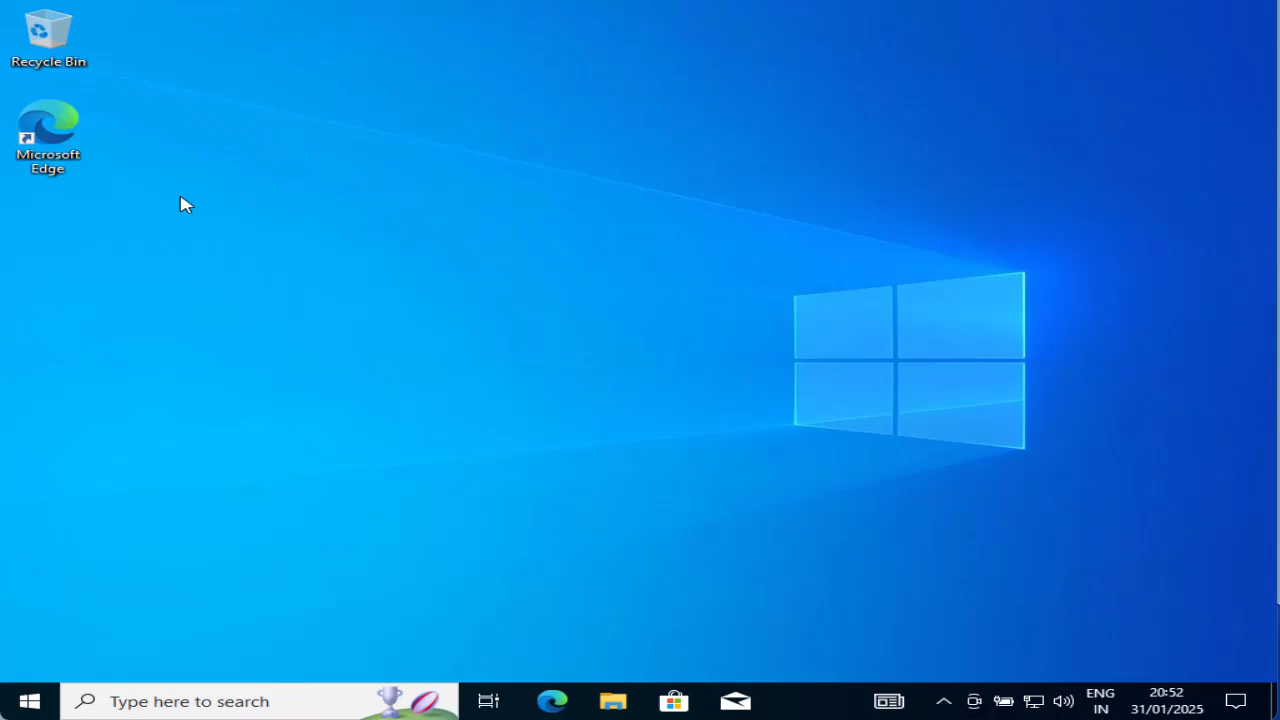 Recycle Bin
Microsoft
Edge
Type here to search
ENG
IN
20:52
31/01/2025